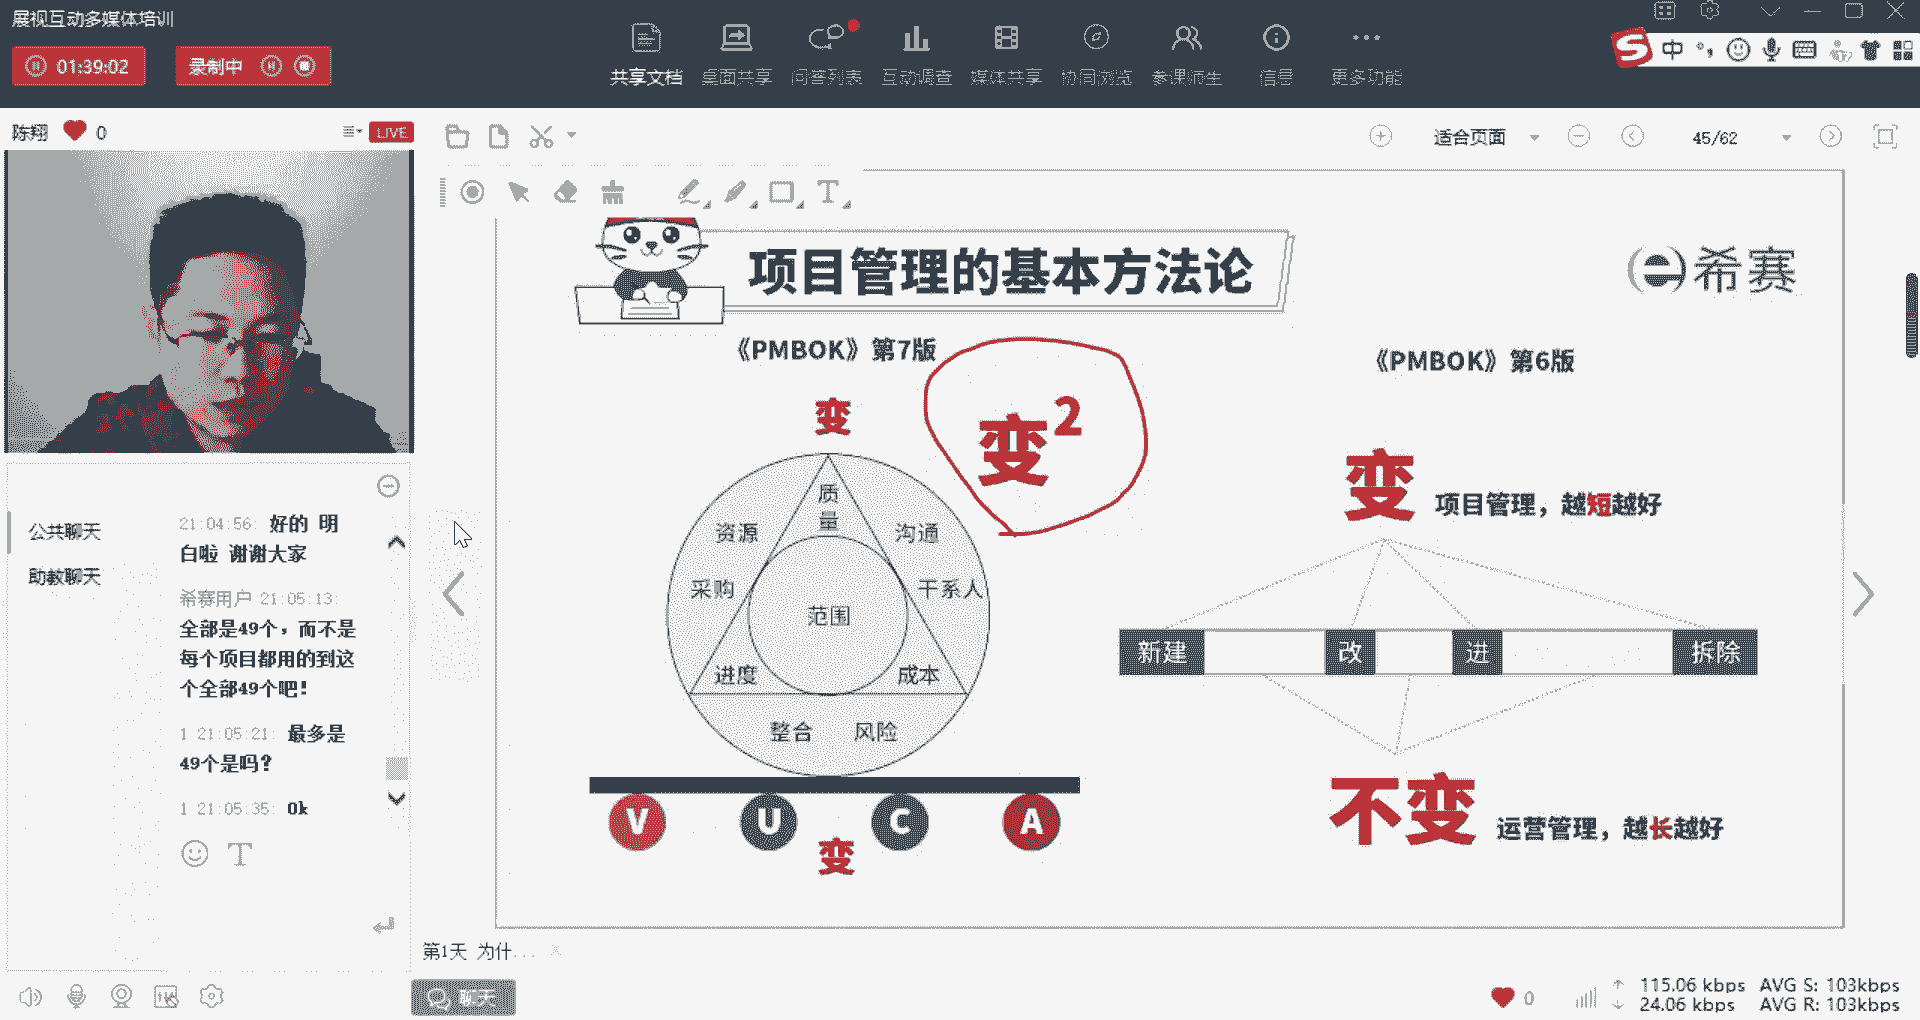 展视互动多媒体培训
01:39:02
录制中
共享文档
桌面共享
问答列表
互动调查
媒体共享
协同浏览
参课师生
信息
更多功能
中
陈翔
0
LIVE
适合页面
45/62
T
项目管理的基本方法论
希赛
《PMBOK》第7版
变
变2
质
量
资源
沟通
采购
干系人
范围
进度
成本
整合
风险
V
U
C
A
变
《PMBOK》第6版
变
项目管理，越短越好
新建
改
进
拆除
不变
运营管理，越长越好
公共聊天
助教聊天
21:04:56: 好的 明
白啦 谢谢大家
希赛用户 21:05:13:
全部是49个，而不是
每个项目都用的到这
个全部49个吧！
1 21:05:21: 最多是
49个是吗？
1 21:05:35: Ok
T
第1天 为什...
聊天
0
115.06 kbps
AVG S: 103kbps
24.06 kbps
AVG R: 103kbps